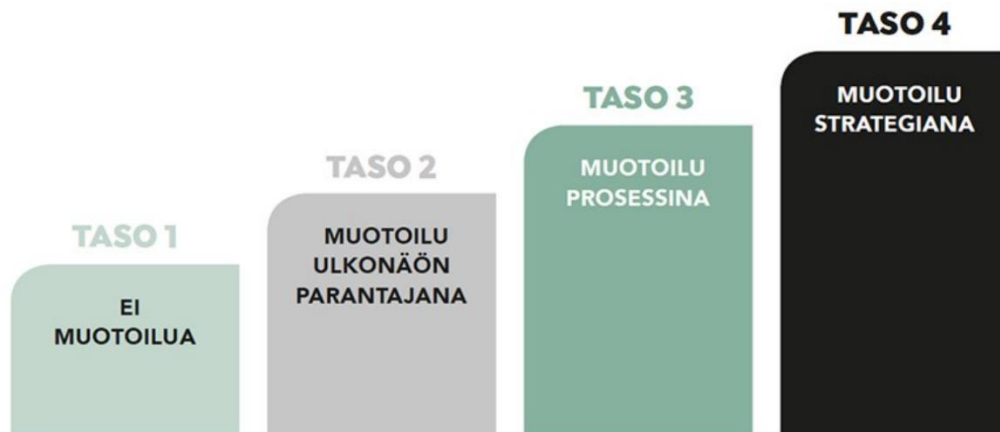 TASO 1
EI
MUOTOILUA
TASO 2
MUOTOILU
ULKONÄÖN
PARANTAJANA
TASO 3
MUOTOILU
PROSESSINA
TASO 4
MUOTOILU
STRATEGIANA